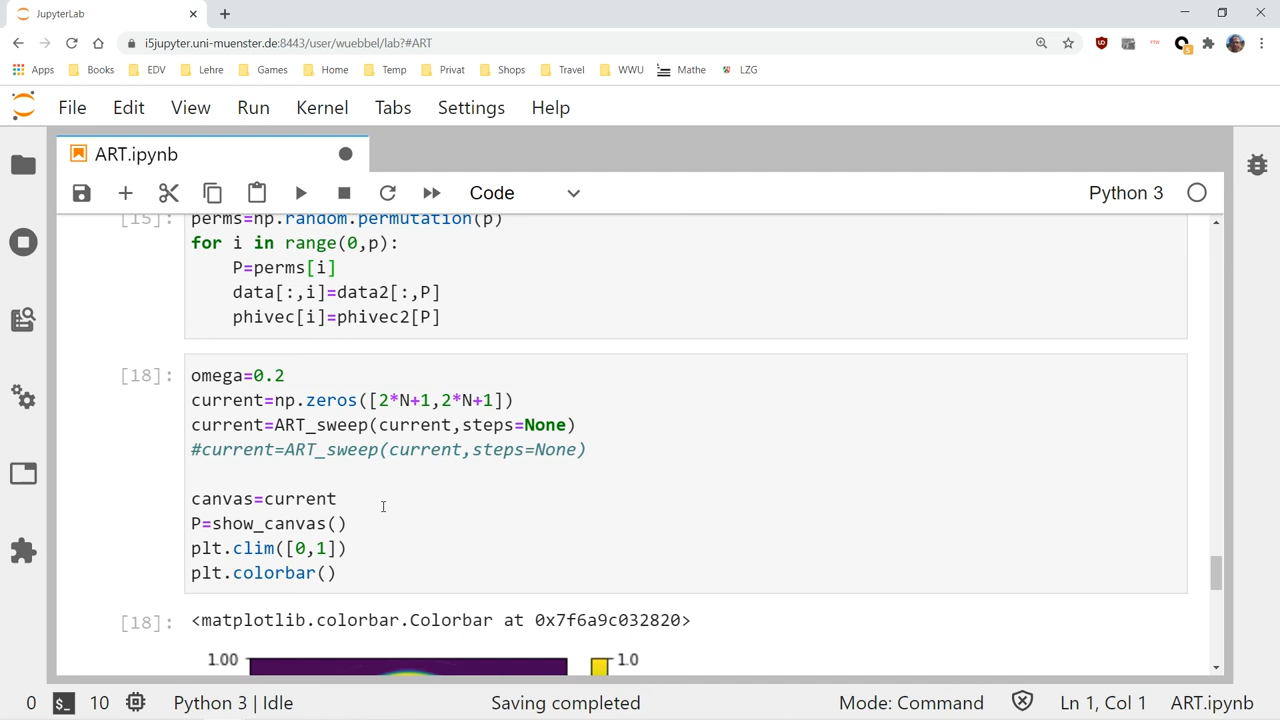 JupyterLab
i5jupyter.uni-muenster.de:8443/user/wuebbel/lab?#ART
Apps Books EDV Lehre Games Home Temp Privat Shops Travel WWU Mathe LZG
File Edit View Run Kernel Tabs Settings Help
ART.ipynb
Code Python 3
[15]: perms=np.random.permutation(p)
for i in range(0,p):
P=perms[i]
data[:,i]=data2[:,P]
phivec[i]=phivec2[P]
[18]: omega=0.2
current=np.zeros([2*N+1,2*N+1])
current=ART_sweep(current,steps=None)
#current=ART_sweep(current,steps=None)
canvas=current
P=show_canvas()
plt.clim([0,1])
plt.colorbar()
[18]: <matplotlib.colorbar.Colorbar at 0x7f6a9c032820>
1.00 1.0
0 $_ 10 Python 3 | Idle Saving completed Mode: Command Ln 1, Col 1 ART.ipynb